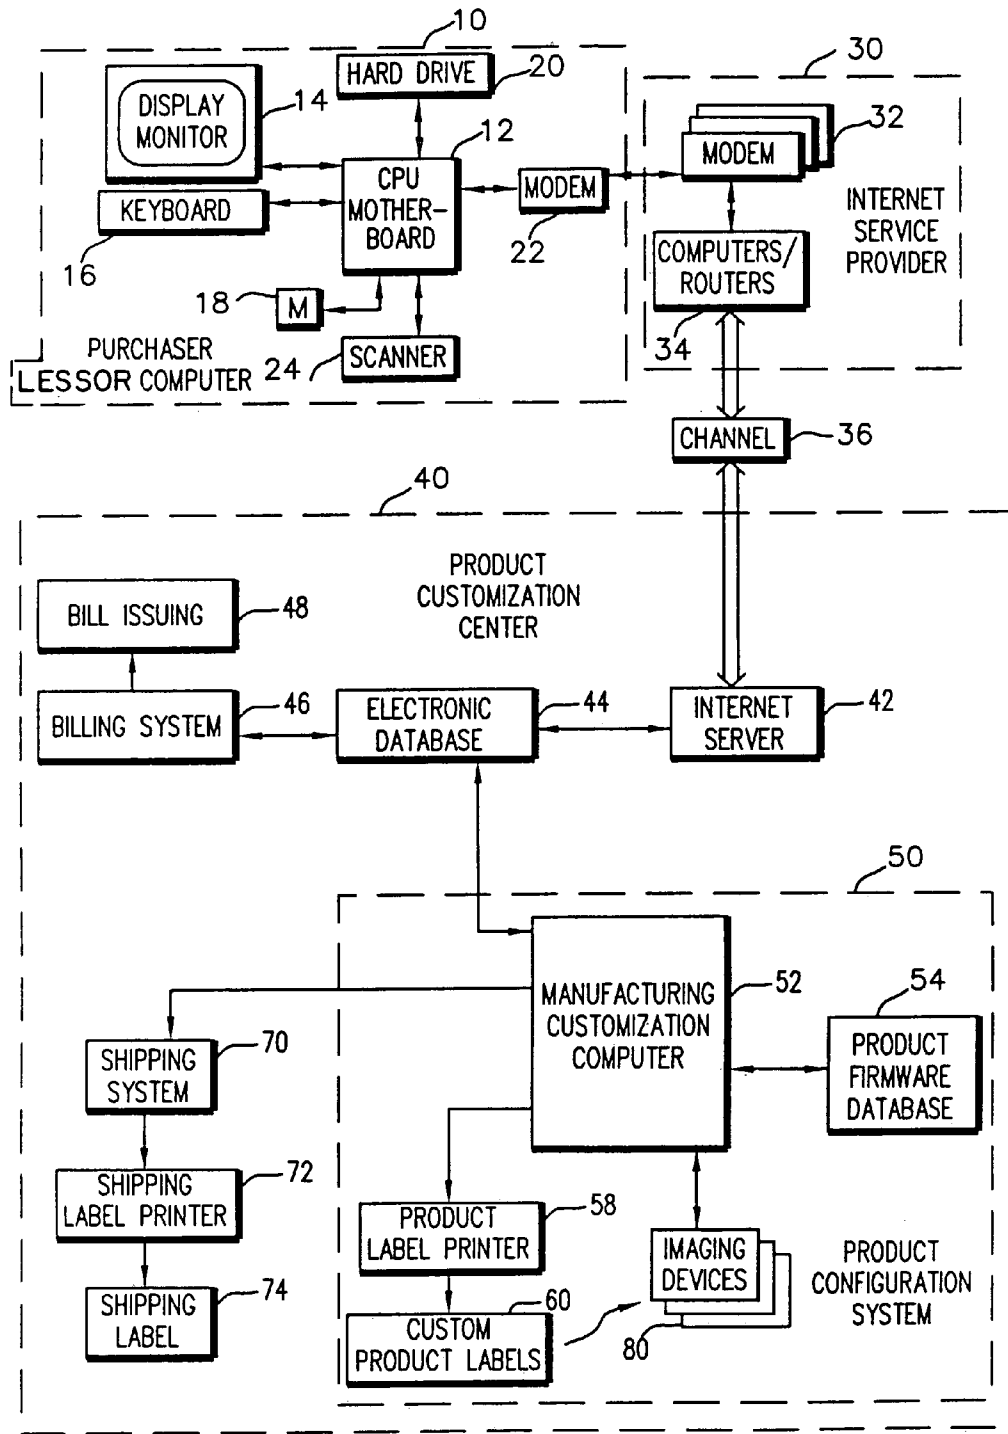 10
30
HARD DRIVE
20
DISPLAY
MONITOR
14
12
32
MODEM
CPU
MOTHER-
BOARD
MODEM
22
KEYBOARD
16
INTERNET
SERVICE
PROVIDER
COMPUTERS/
ROUTERS
34
18
M
24
SCANNER
PURCHASER
LESSOR COMPUTER
CHANNEL
36
40
PRODUCT
CUSTOMIZATION
CENTER
BILL ISSUING
48
BILLING SYSTEM
46
ELECTRONIC
DATABASE
44
INTERNET
SERVER
42
50
MANUFACTURING
CUSTOMIZATION
COMPUTER
52
54
PRODUCT
FIRMWARE
DATABASE
SHIPPING
SYSTEM
70
SHIPPING
LABEL PRINTER
72
SHIPPING
LABEL
74
PRODUCT
LABEL PRINTER
58
60
CUSTOM
PRODUCT LABELS
IMAGING
DEVICES
80
PRODUCT
CONFIGURATION
SYSTEM